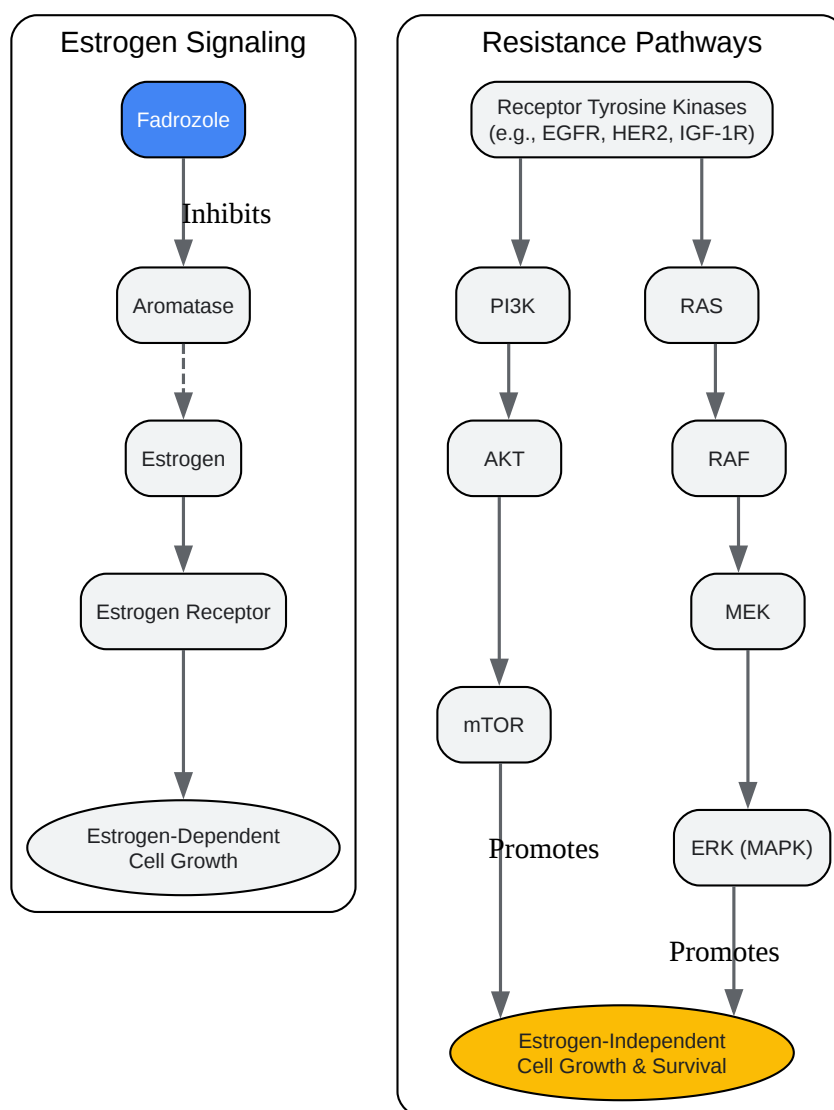 Estrogen Signaling
Fadrozole
Inhibits
Aromatase
Estrogen
Estrogen Receptor
Estrogen-Dependent
Cell Growth
Resistance Pathways
Receptor Tyrosine Kinases
(e.g., EGFR, HER2, IGF-1R)
PI3K
RAS
AKT
RAF
MEK
mTOR
Promotes
ERK (MAPK)
Promotes
Estrogen-Independent
Cell Growth & Survival